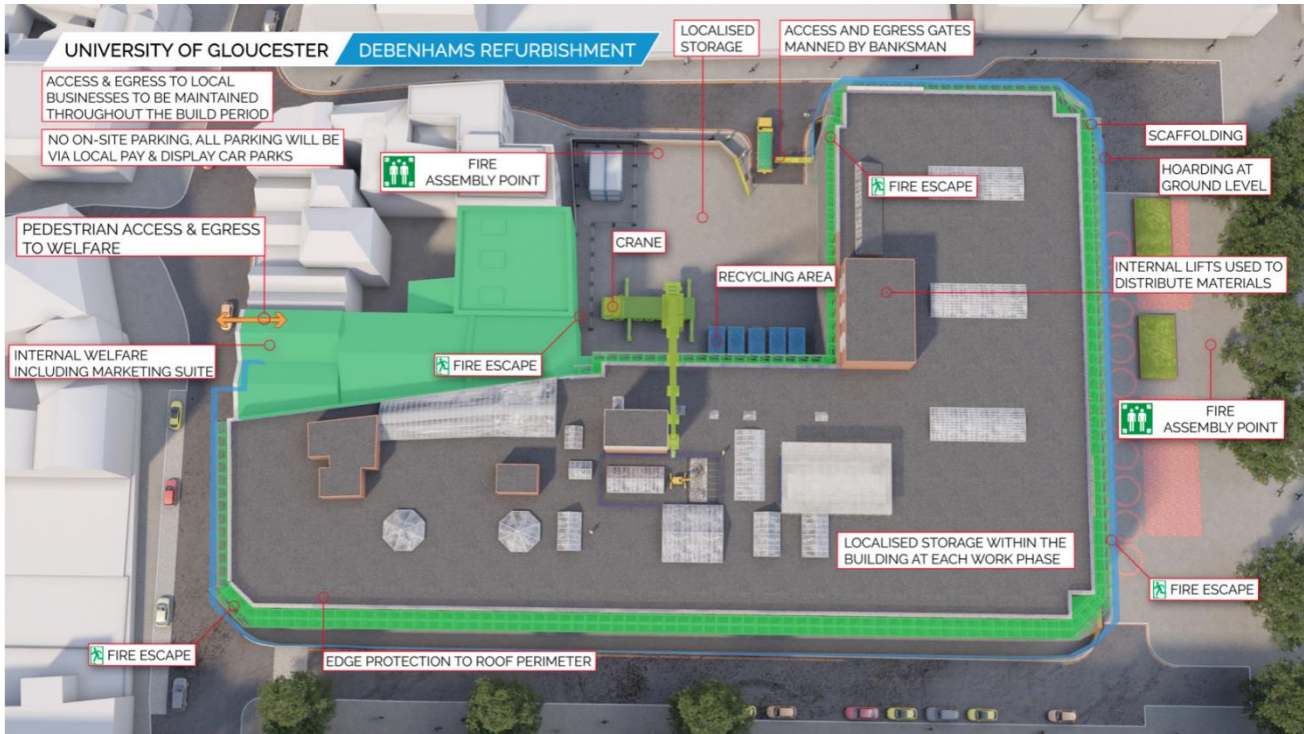 UNIVERSITY OF GLOUCESTER
DEBENHAMS REFURBISHMENT
LOCALISED
STORAGE
ACCESS AND EGRESS GATES
MANNED BY BANKSMAN
ACCESS & EGRESS TO LOCAL
BUSINESSES TO BE MAINTAINED
THROUGHOUT THE BUILD PERIOD
NO ON-SITE PARKING, ALL PARKING WILL BE
VIA LOCAL PAY & DISPLAY CAR PARKS
SCAFFOLDING
FIRE
ASSEMBLY POINT
FIRE ESCAPE
HOARDING AT
GROUND LEVEL
PEDESTRIAN ACCESS & EGRESS
TO WELFARE
CRANE
RECYCLING AREA
INTERNAL LIFTS USED TO
DISTRIBUTE MATERIALS
INTERNAL WELFARE
INCLUDING MARKETING SUITE
FIRE ESCAPE
FIRE
ASSEMBLY POINT
LOCALISED STORAGE WITHIN THE
BUILDING AT EACH WORK PHASE
FIRE ESCAPE
FIRE ESCAPE
EDGE PROTECTION TO ROOF PERIMETER